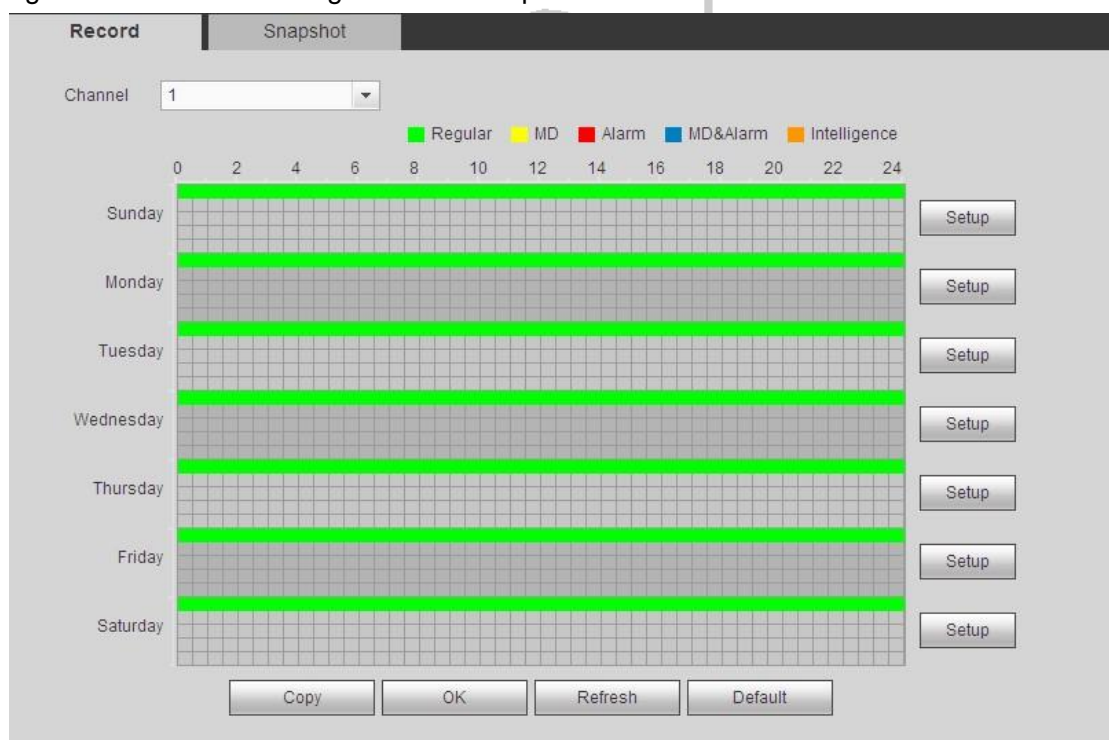 Record Snapshot
Channel 1
Regular MD Alarm MD&Alarm Intelligence
0 2 4 6 8 10 12 14 16 18 20 22 24
Sunday Setup
Monday Setup
Tuesday Setup
Wednesday Setup
Thursday Setup
Friday Setup
Saturday Setup
Copy OK Refresh Default